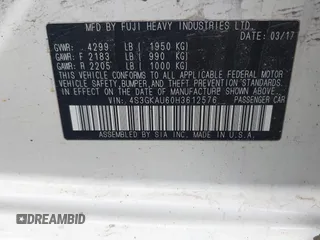 MFD. BY : FUJI HEAVY INDUSTRIES LTD.
DATE: 03/17
GVWR: 4299 LB ( 1950 KG)
GAWR: F 2183 LB ( 990 KG)
GAWR: R 2205 LB ( 1000 KG)
THIS VEHICLE CONFORMS TO ALL APPLICABLE FEDERAL MOTOR
VEHICLE SAFETY, BUMPER AND THEFT PREVENTION STANDARDS IN
EFFECT ON THE DATE OF MANUFACTURE SHOWN ABOVE.
VIN: 4S3GKAU60H3612576 PASSENGER CAR
ASSEMBLED BY SIA INC. MADE IN U.S.A.
DREAMBID
DREAMBID.COM